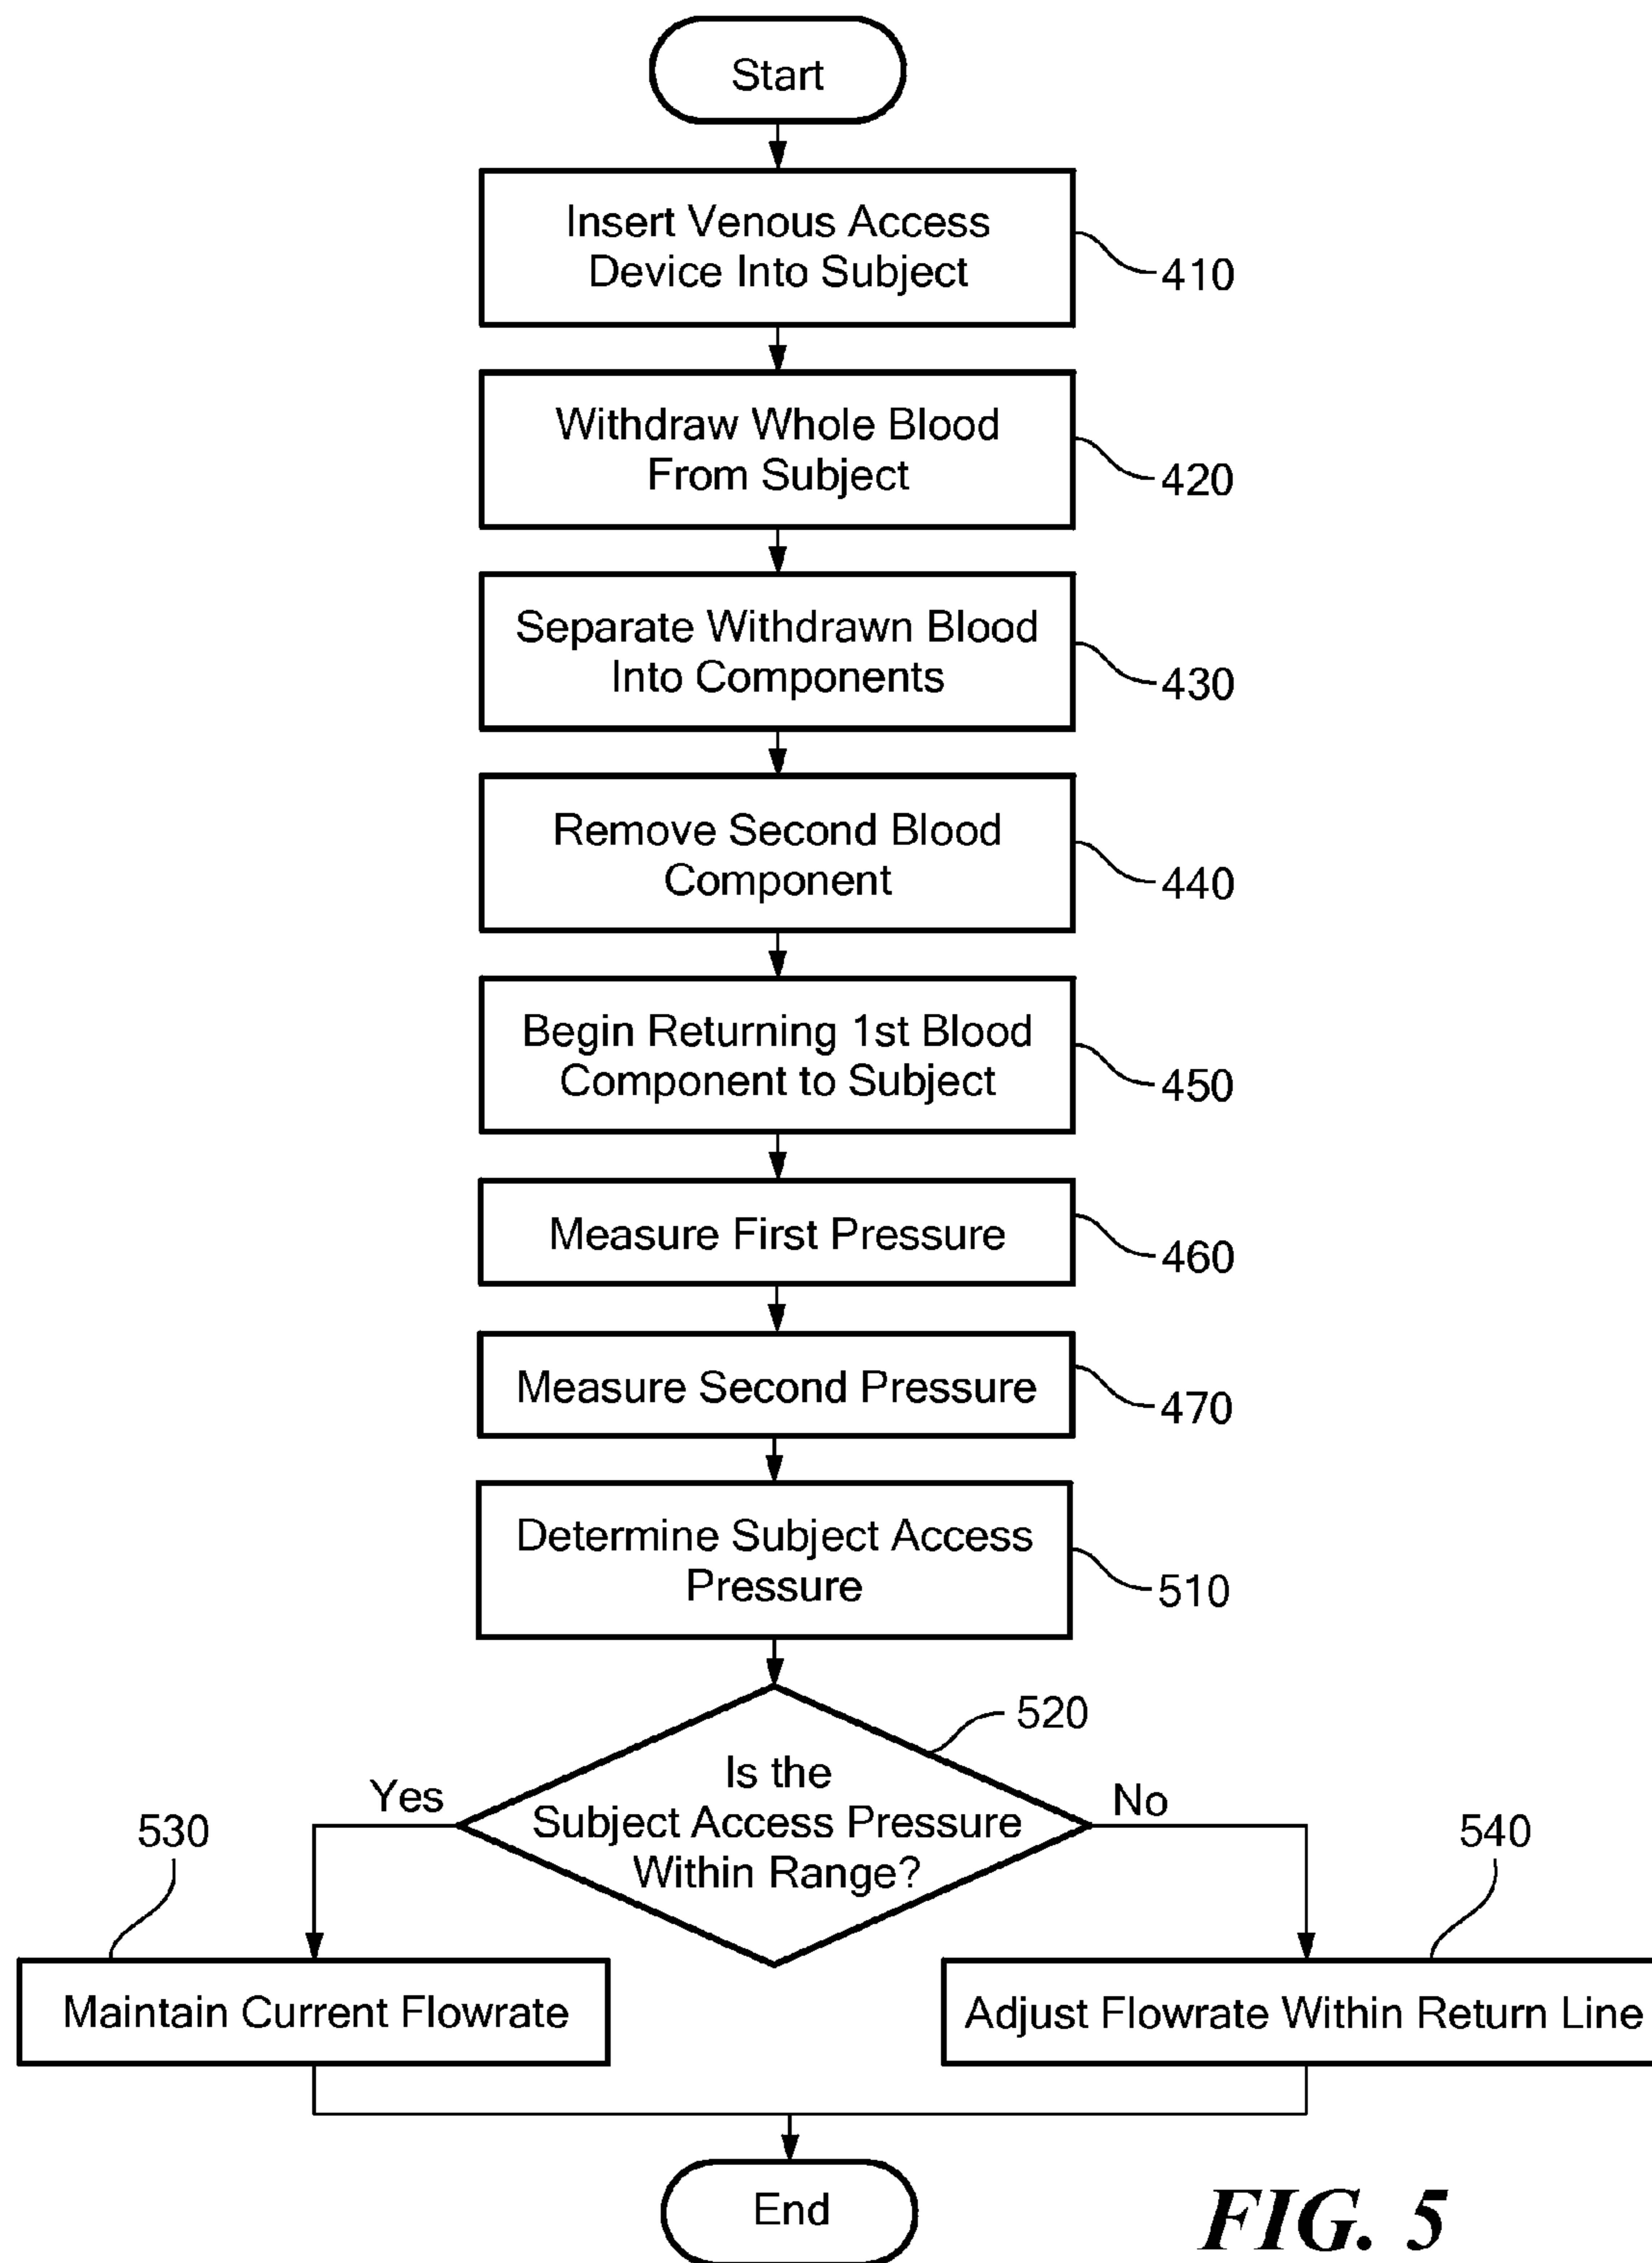 Start
Insert Venous Access
Device Into Subject
410
Withdraw Whole Blood
From Subject
420
Separate Withdrawn Blood
Into Components
430
Remove Second Blood
Component
440
Begin Returning 1st Blood
Component to Subject
450
Measure First Pressure
460
Measure Second Pressure
470
Determine Subject Access
Pressure
510
520
Is the
Subject Access Pressure
Within Range?
Yes
No
530
540
Maintain Current Flowrate
Adjust Flowrate Within Return Line
End
FIG. 5